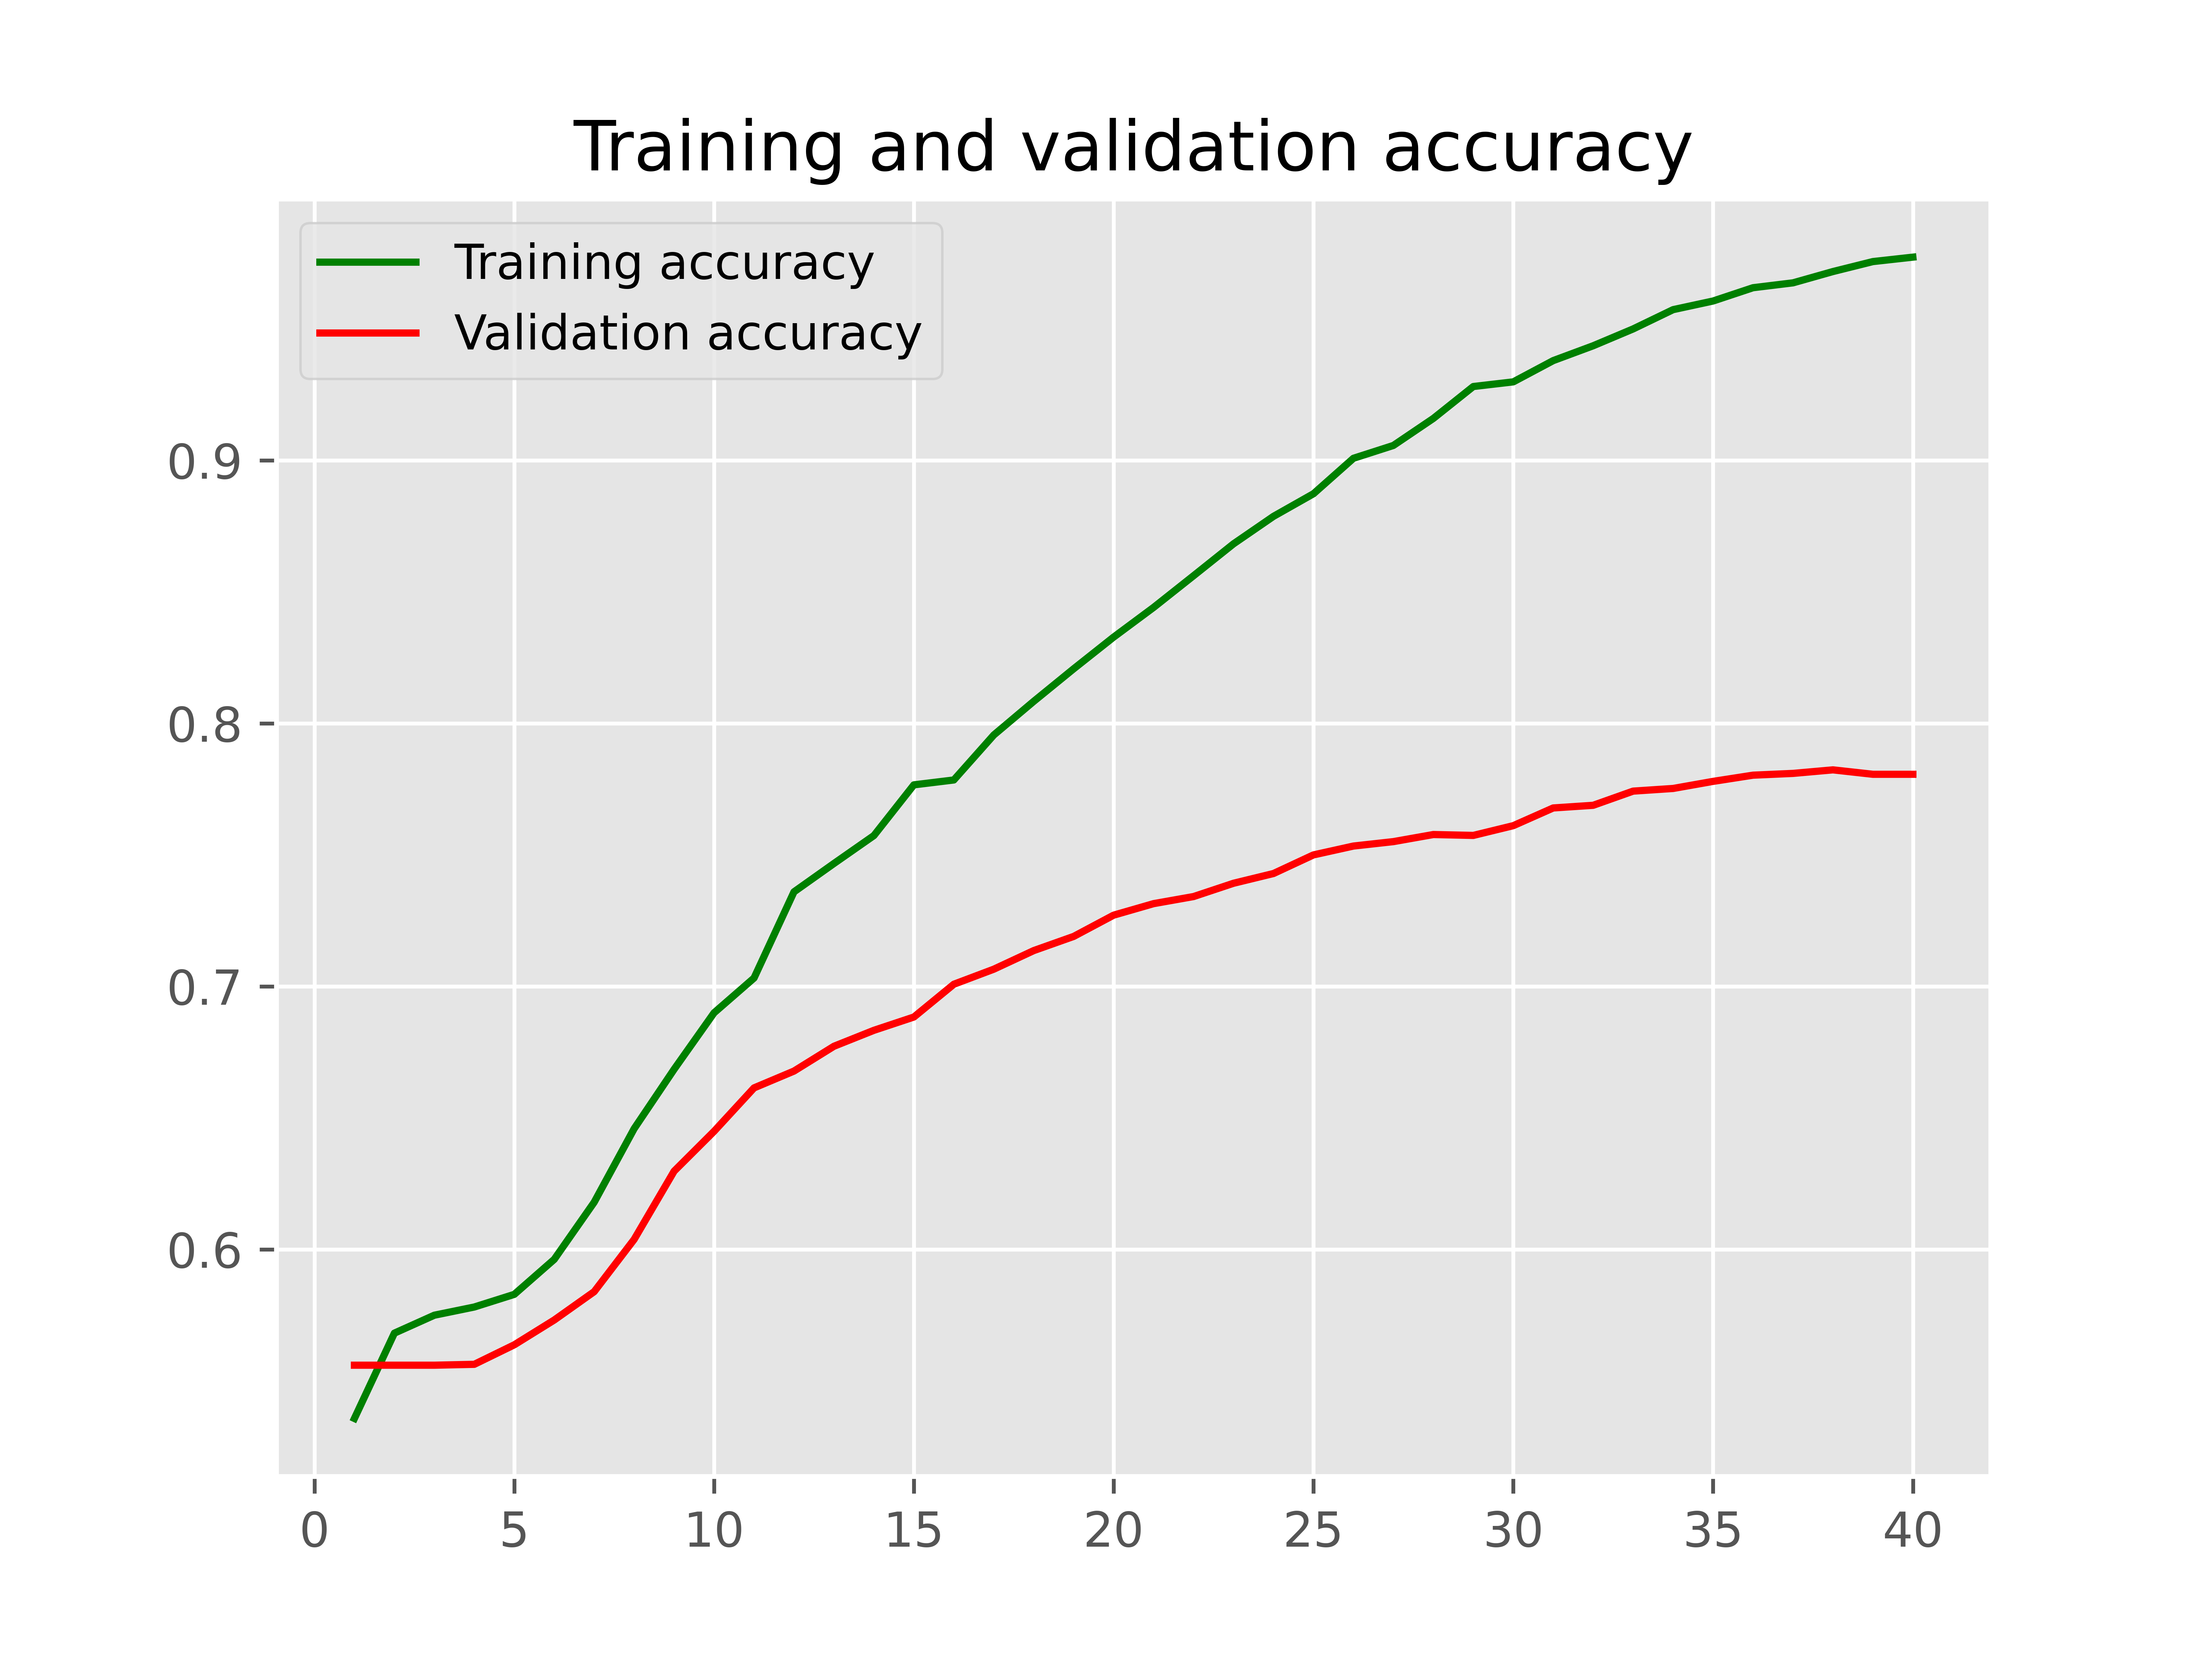 Training and validation accuracy
Training accuracy
Validation accuracy
0.9
0.8
0.7
0.6
0 5 10 15 20 25 30 35 40